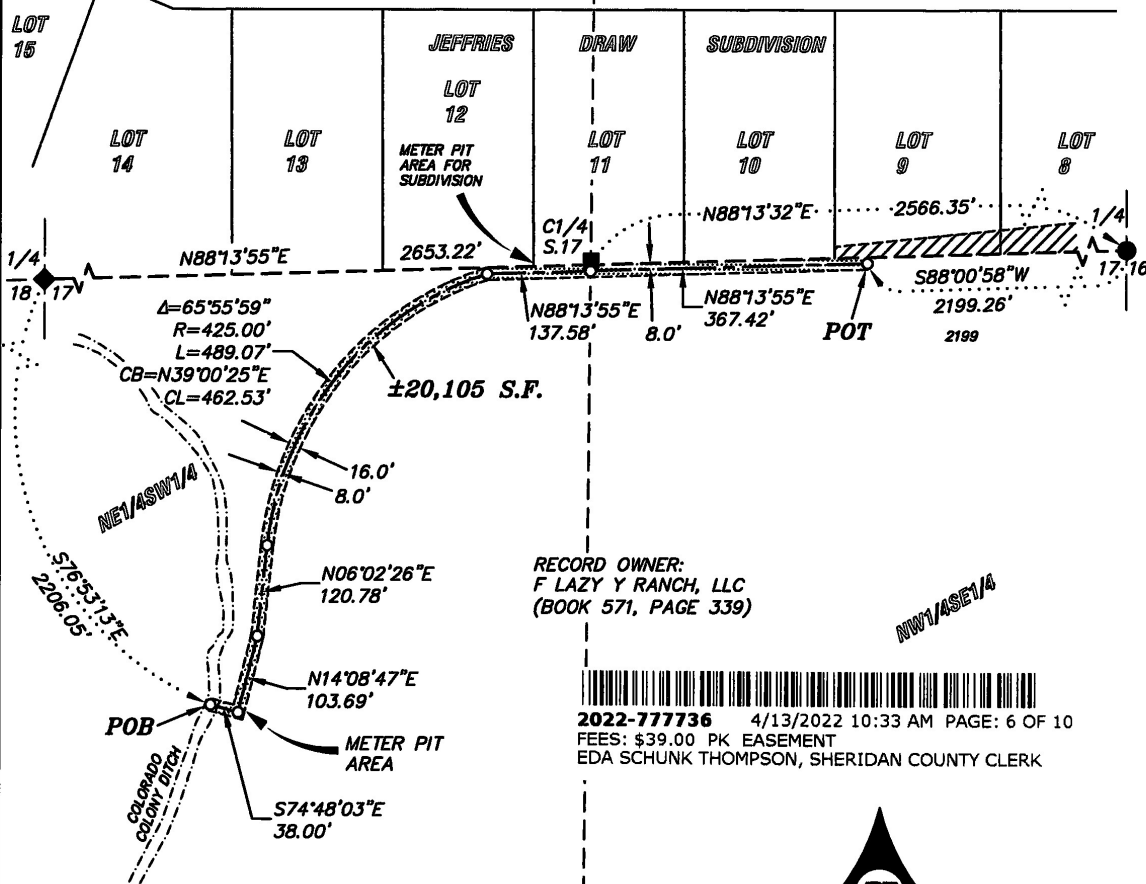 LOT
15
JEFFRIES DRAW SUBDIVISION
LOT
12
LOT
14
LOT
13
LOT
11
LOT
10
LOT
9
LOT
8
METER PIT
AREA FOR
SUBDIVISION
C1/4
S.17
N88°13'32"E
2566.35'
1/4
17 16
1/4
18 17
N88°13'55"E
2653.22'
S88°00'58"W
2199.26'
2199
N88°13'55"E
137.58'
8.0'
N88°13'55"E
367.42'
POT
Δ=65°55'59"
R=425.00'
L=489.07'
CB=N39°00'25"E
CL=462.53'
±20,105 S.F.
16.0'
8.0'
NE1/4SW1/4
S76°53'13"E
2206.05'
N06°02'26"E
120.78'
RECORD OWNER:
F LAZY Y RANCH, LLC
(BOOK 571, PAGE 339)
NW1/4SE1/4
N14°08'47"E
103.69'
POB
METER PIT
AREA
COLORADO
COLONY DITCH
S74°48'03"E
38.00'
2022-777736 4/13/2022 10:33 AM PAGE: 6 OF 10
FEES: $39.00 PK EASEMENT
EDA SCHUNK THOMPSON, SHERIDAN COUNTY CLERK